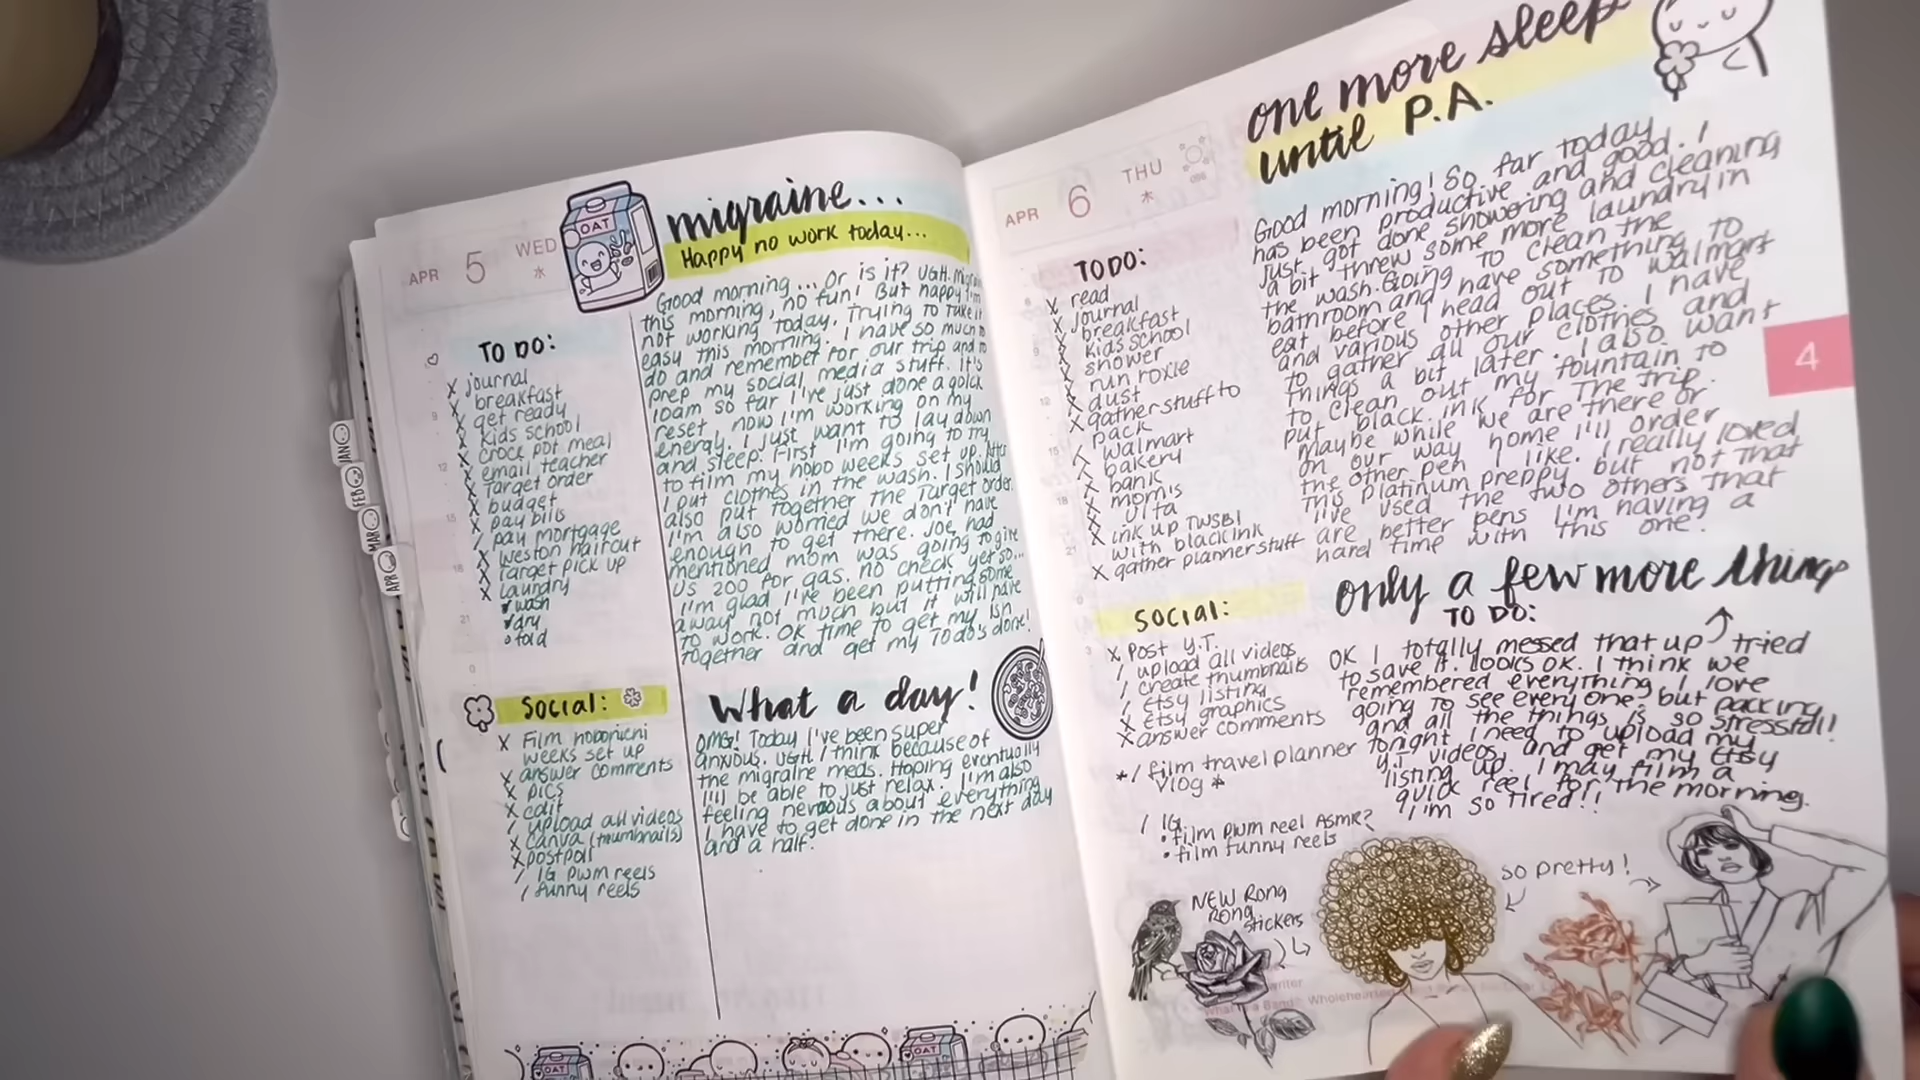 APR 5 WED
水
OAT
migraine...
Happy no work today...
TO DO:
x journal
x breakfast
x get ready
x kids school
x crock pot meal
x email teacher
x Target order
x budget
x pay bills
/ pay mortgage
x Weston haircut
x Target pick up
x laundry
wash
dry
fold
Good morning... Or is it? UGH. Migraine
this morning, no fun! But happy I'm
not working today. Trying to take it
easy this morning. I have so much to
do and remember for our trip and to
prep my social media stuff. It's
10am so far I've just done a quick
reset. now I'm working on my
energy. I just want to lay down
and sleep. First I'm going to try
to film my hobo weeks set up. After
I put clothes in the wash. I should
also put together the Target order.
I'm also worried we don't have
enough to get there. Joe had
mentioned mom was going to give
us 200 for gas. no check yet so...
I'm glad I've been putting some
away not much but it will have
to work. OK time to get my ish
together and get my TO do's done!
Social:
x Film hobonichi
weeks set up
x answer comments
x pics
x edit
/ upload all videos
/ canva (thumbnails)
x post poll
/ IG pwm reels
/ funny reels
What a day!
OMG! Today I've been super
anxious. UGH. I think because of
the migraine meds. Hoping eventually
I'll be able to just relax. I'm also
feeling nervous about everything
I have to get done in the next day
and a half.
OAT
OAT
JAN
FEB
MAR
APR
APR 6 THU
木
one more sleep
until P.A.
TO DO:
x read
x journal
x breakfast
x kids school
x shower
x run roxie
x dust
x gather stuff to
pack
x walmart
x bakery
x bank
x mom's
x ulta
x ink up TWSBI
with black ink
x gather planner stuff
Good morning! So far today
has been productive and good. I
just got done showering and cleaning
a bit threw some more laundry in
the wash. Going to clean the
bathroom and have something to
eat before I head out to walmart
and various other places. I have
to gather all our clothes and
things a bit later. I also want
to clean out my fountain to
put black ink for the trip.
Maybe while we are there or
on our way home I'll order
the other pen I like. I really loved
this platinum preppy but not that
I've used the two others that
are better pens I'm having a
hard time with this one.
4
only a few more things
TO DO:
OK I totally messed that up tried
to save it. looks OK. I think we
remembered everything. I love
going to see everyone, but packing
and all the things is so stressful!
Tonight I need to upload my
Y.T. videos, and get my Etsy
listing up. I may film a
quick reel for the morning.
I'm so tired!!
Social:
x Post Y.T.
/ upload all videos
/ create thumbnails
/ Etsy listing
x Etsy graphics
x answer comments
* / film travel planner
vlog *
/ IG
• film pwm reel ASMR?
• film funny reels
NEW Rong
Rong
stickers
so pretty!